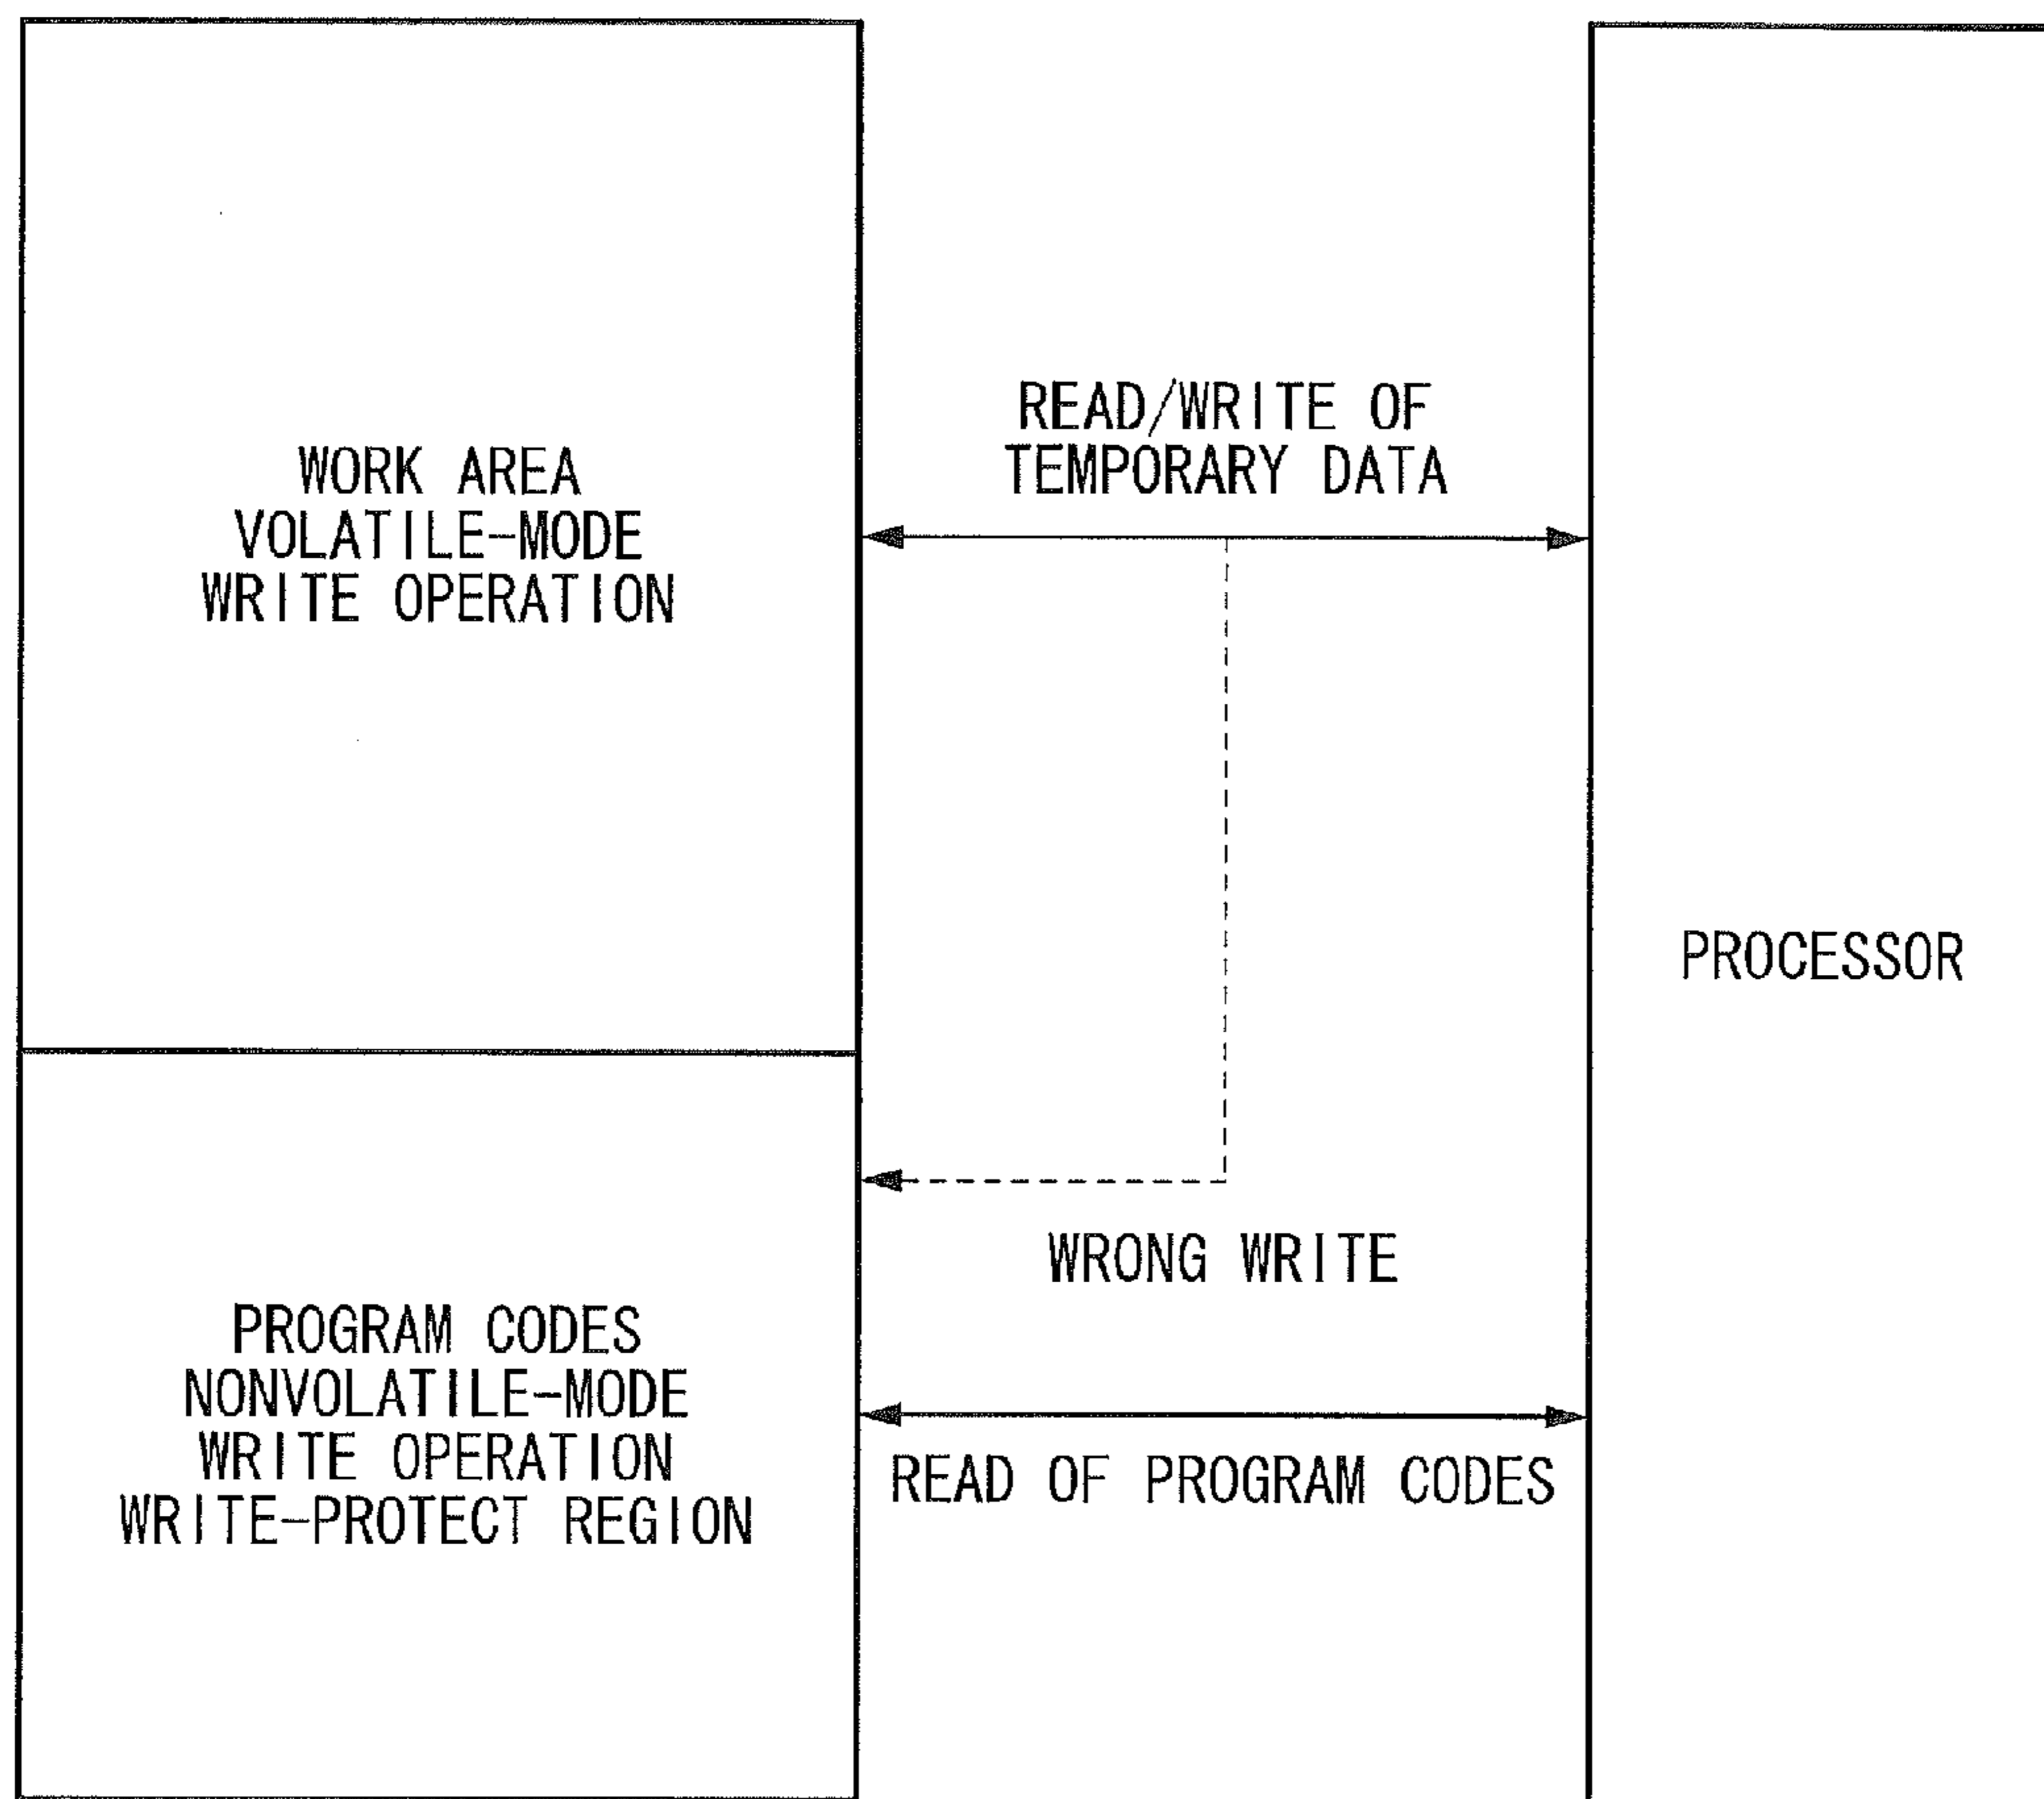 READ/WRITE OF
TEMPORARY DATA
WORK AREA
VOLATILE-MODE
WRITE OPERATION
PROCESSOR
WRONG WRITE
PROGRAM CODES
NONVOLATILE-MODE
WRITE OPERATION
WRITE-PROTECT REGION
READ OF PROGRAM CODES